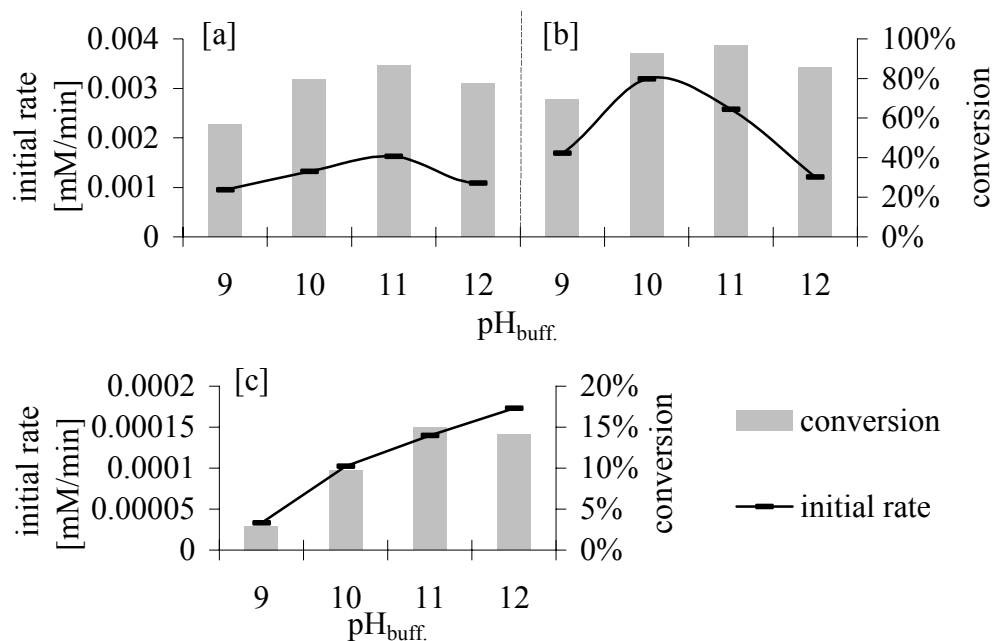 [a] [b]
0.004
0.003
0.002
0.001
0
initial rate
[mM/min]
100%
80%
60%
40%
20%
0%
conversion
9 10 11 12 9 10 11 12
pHbuff.
[c]
0.0002
0.00015
0.0001
0.00005
0
initial rate
[mM/min]
20%
15%
10%
5%
0%
conversion
9 10 11 12
pHbuff.
conversion
initial rate